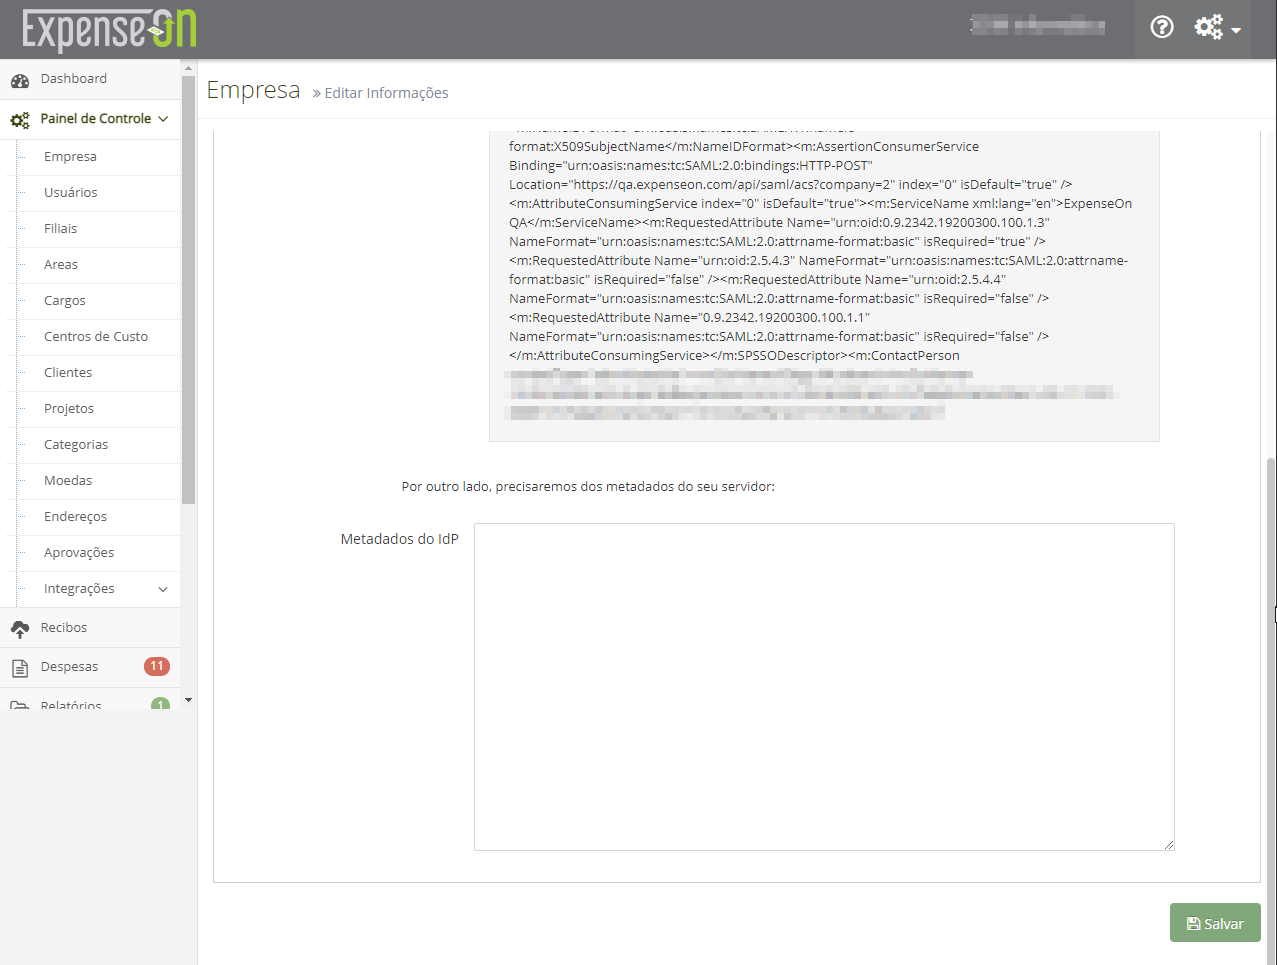 ExpenseOn
Dashboard
Painel de Controle
Empresa
Usuários
Filiais
Areas
Cargos
Centros de Custo
Clientes
Projetos
Categorias
Moedas
Endereços
Aprovações
Integrações
Recibos
Despesas 11
Relatórios 1
Empresa » Editar Informações
format:X509SubjectName</m:NameIDFormat><m:AssertionConsumerService
Binding="urn:oasis:names:tc:SAML:2.0:bindings:HTTP-POST"
Location="https://qa.expenseon.com/api/saml/acs?company=2" index="0" isDefault="true" />
<m:AttributeConsumingService index="0" isDefault="true"><m:ServiceName xml:lang="en">ExpenseOn
QA</m:ServiceName><m:RequestedAttribute Name="urn:oid:0.9.2342.19200300.100.1.3"
NameFormat="urn:oasis:names:tc:SAML:2.0:attrname-format:basic" isRequired="true" />
<m:RequestedAttribute Name="urn:oid:2.5.4.3" NameFormat="urn:oasis:names:tc:SAML:2.0:attrname-
format:basic" isRequired="false" /><m:RequestedAttribute Name="urn:oid:2.5.4.4"
NameFormat="urn:oasis:names:tc:SAML:2.0:attrname-format:basic" isRequired="false" />
<m:RequestedAttribute Name="0.9.2342.19200300.100.1.1"
NameFormat="urn:oasis:names:tc:SAML:2.0:attrname-format:basic" isRequired="false" />
</m:AttributeConsumingService></m:SPSSODescriptor><m:ContactPerson
Por outro lado, precisaremos dos metadados do seu servidor:
Metadados do IdP
Salvar